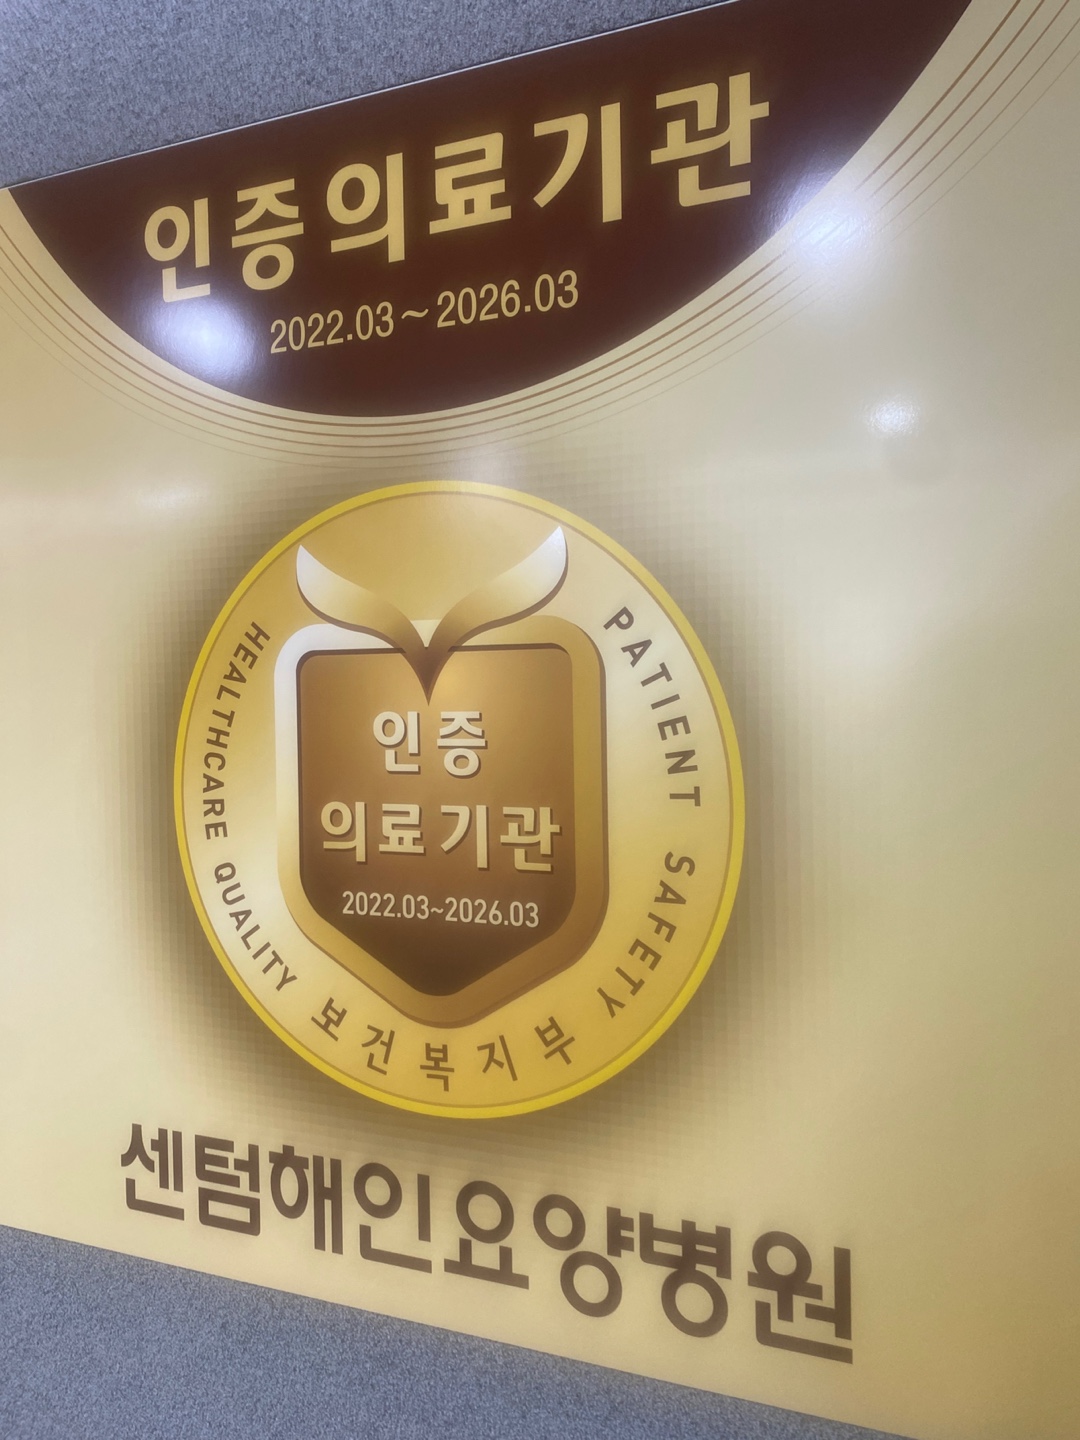 인증의료기관
2022.03~2026.03
HEALTHCARE QUALITY
PATIENT SAFETY
인증
의료기관
2022.03~2026.03
보건복지부
센텀해인요양병원